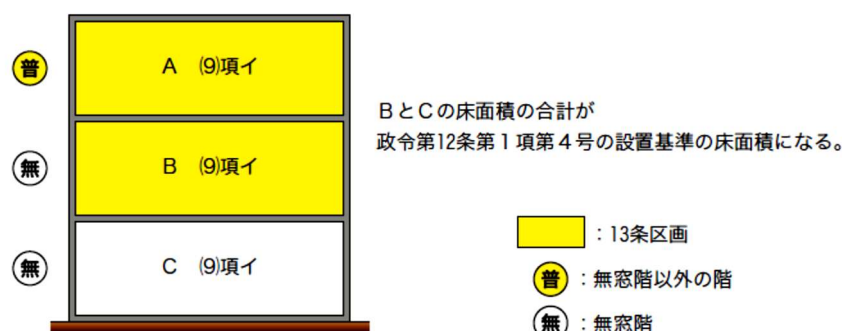 普
A ⑼項イ
無
B ⑼項イ
無
C ⑼項イ
BとCの床面積の合計が
政令第12条第1項第4号の設置基準の床面積になる。
：13条区画
普：無窓階以外の階
無：無窓階